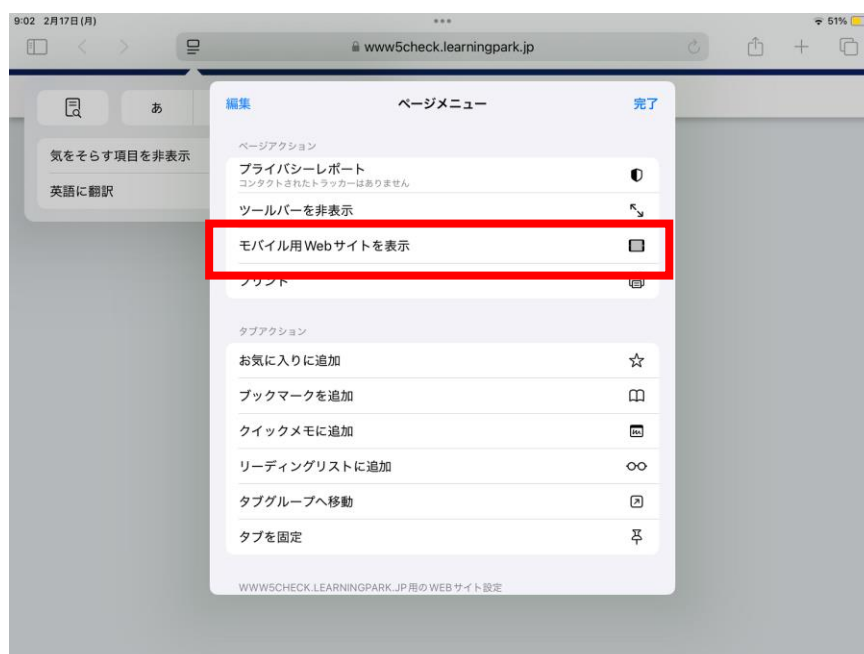 9:02 2月17日(月)
51%
www5check.learningpark.jp
あ
気をそらす項目を非表示
英語に翻訳
編集
ページメニュー
完了
ページアクション
プライバシーレポート
コンタクトされたトラッカーはありません
ツールバーを非表示
モバイル用Webサイトを表示
プリント
タブアクション
お気に入りに追加
ブックマークを追加
クイックメモに追加
リーディングリストに追加
タブグループへ移動
タブを固定
WWW5CHECK.LEARNINGPARK.JP用のWEBサイト設定